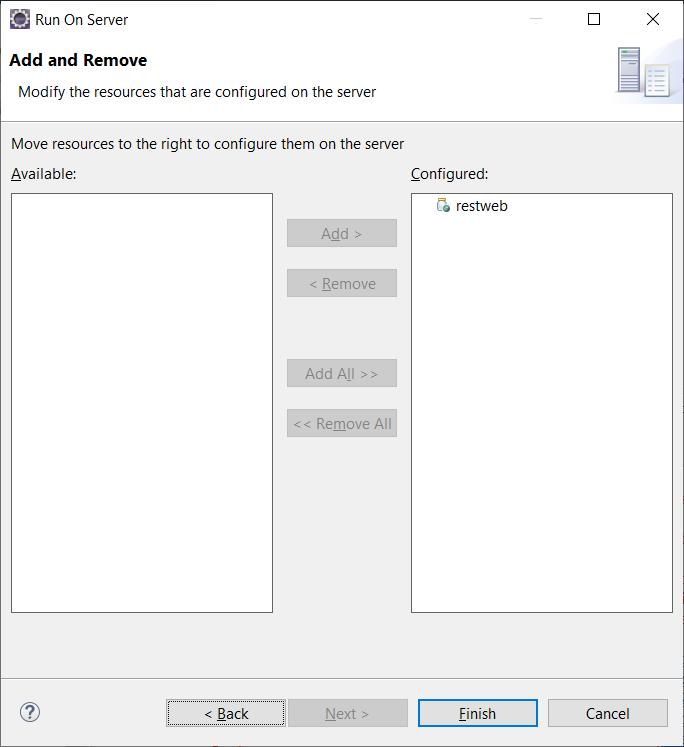 Run On Server
Add and Remove
Modify the resources that are configured on the server
Move resources to the right to configure them on the server
Available:
Configured:
restweb
Add >
< Remove
Add All >>
<< Remove All
?
< Back
Next >
Finish
Cancel